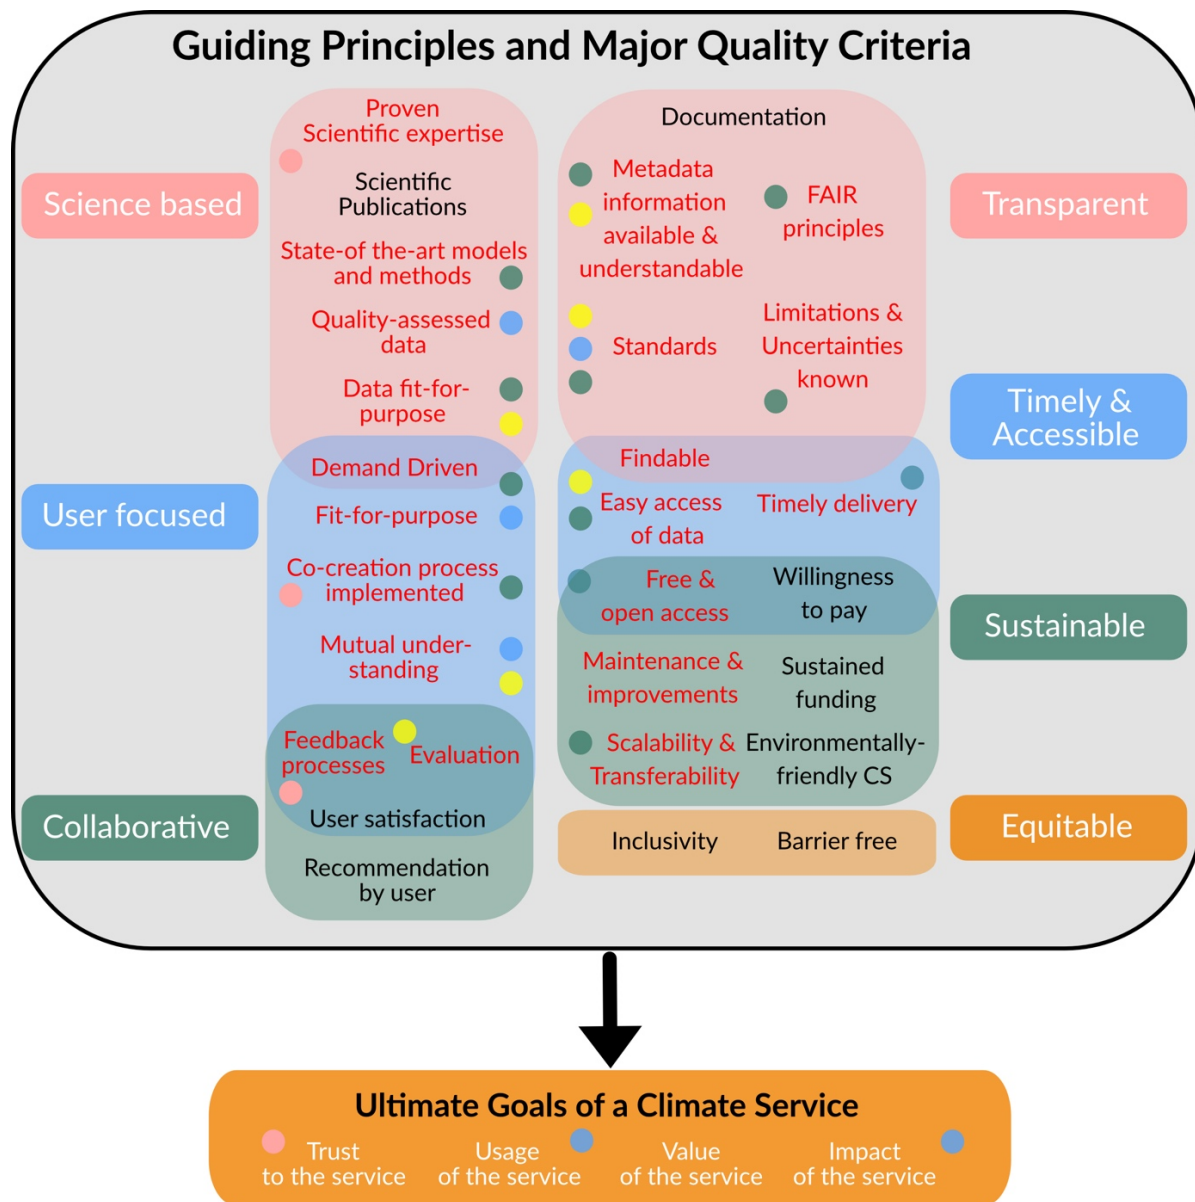 Guiding Principles and Major Quality Criteria
Science based
User focused
Collaborative
Proven
Scientific expertise
Scientific
Publications
State-of the-art models
and methods
Quality-assessed
data
Data fit-for-
purpose
Demand Driven
Fit-for-purpose
Co-creation process
implemented
Mutual under-
standing
Feedback
processes
Evaluation
User satisfaction
Recommendation
by user
Documentation
Metadata
information
available &
understandable
FAIR
principles
Standards
Limitations &
Uncertainties
known
Findable
Easy access
of data
Timely delivery
Free &
open access
Willingness
to pay
Maintenance &
improvements
Sustained
funding
Scalability &
Transferability
Environmentally-
friendly CS
Inclusivity
Barrier free
Transparent
Timely &
Accessible
Sustainable
Equitable
Ultimate Goals of a Climate Service
Trust
to the service
Usage
of the service
Value
of the service
Impact
of the service